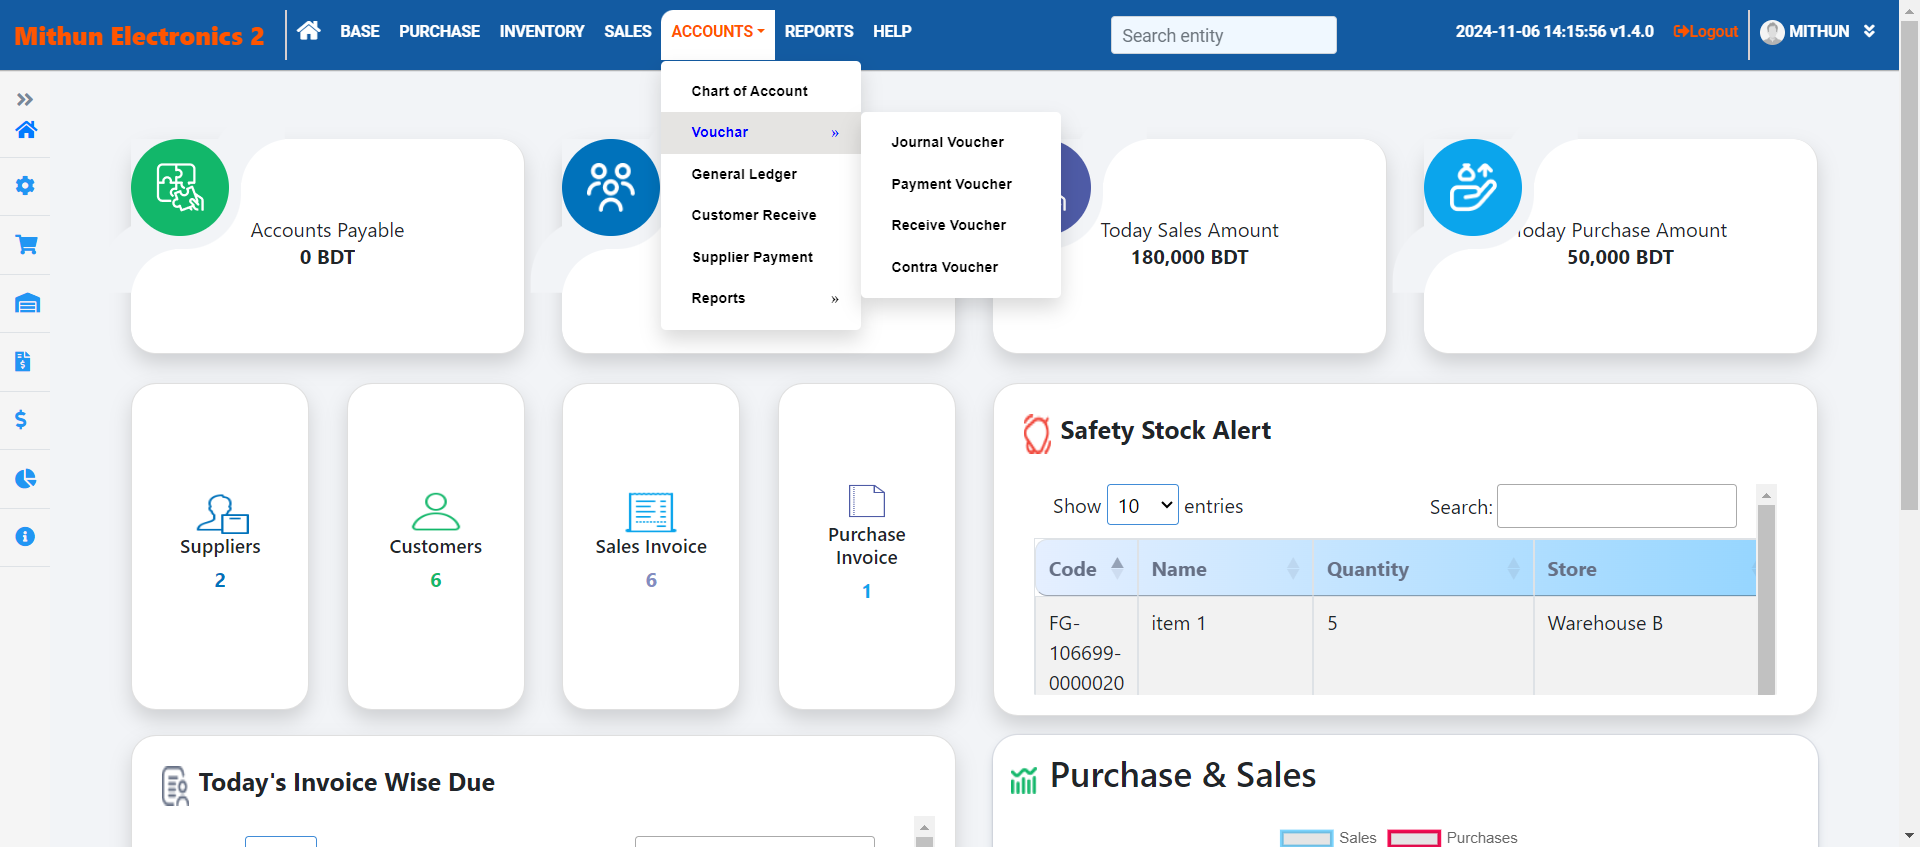 Mithun Electronics 2
BASE
PURCHASE
INVENTORY
SALES
ACCOUNTS
REPORTS
HELP
Search entity
2024-11-06 14:15:56 v1.4.0
Logout
MITHUN
Chart of Account
Vouchar »
General Ledger
Customer Receive
Supplier Payment
Reports »
Journal Voucher
Payment Voucher
Receive Voucher
Contra Voucher
Accounts Payable
0 BDT
Today Sales Amount
180,000 BDT
Today Purchase Amount
50,000 BDT
Suppliers
2
Customers
6
Sales Invoice
6
Purchase
Invoice
1
Safety Stock Alert
Show 10 entries
Search:
Code Name Quantity Store
FG-
106699-
0000020
item 1
5
Warehouse B
Today's Invoice Wise Due
Purchase & Sales
Sales
Purchases